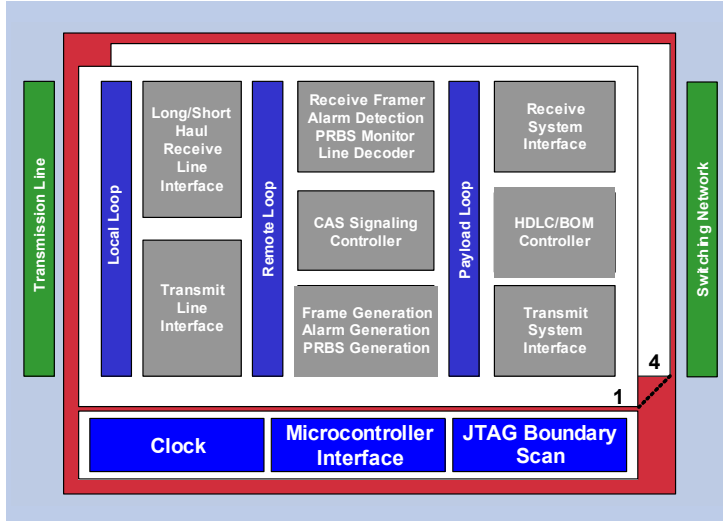 Transmission Line
Local Loop
Long/Short
Haul
Receive
Line
Interface
Transmit
Line
Interface
Remote Loop
Receive Framer
Alarm Detection
PRBS Monitor
Line Decoder
CAS Signaling
Controller
Frame Generation
Alarm Generation
PRBS Generation
Payload Loop
Receive
System
Interface
HDLC/BOM
Controller
Transmit
System
Interface
Switching Network
4
1
Clock
Microcontroller
Interface
JTAG Boundary
Scan